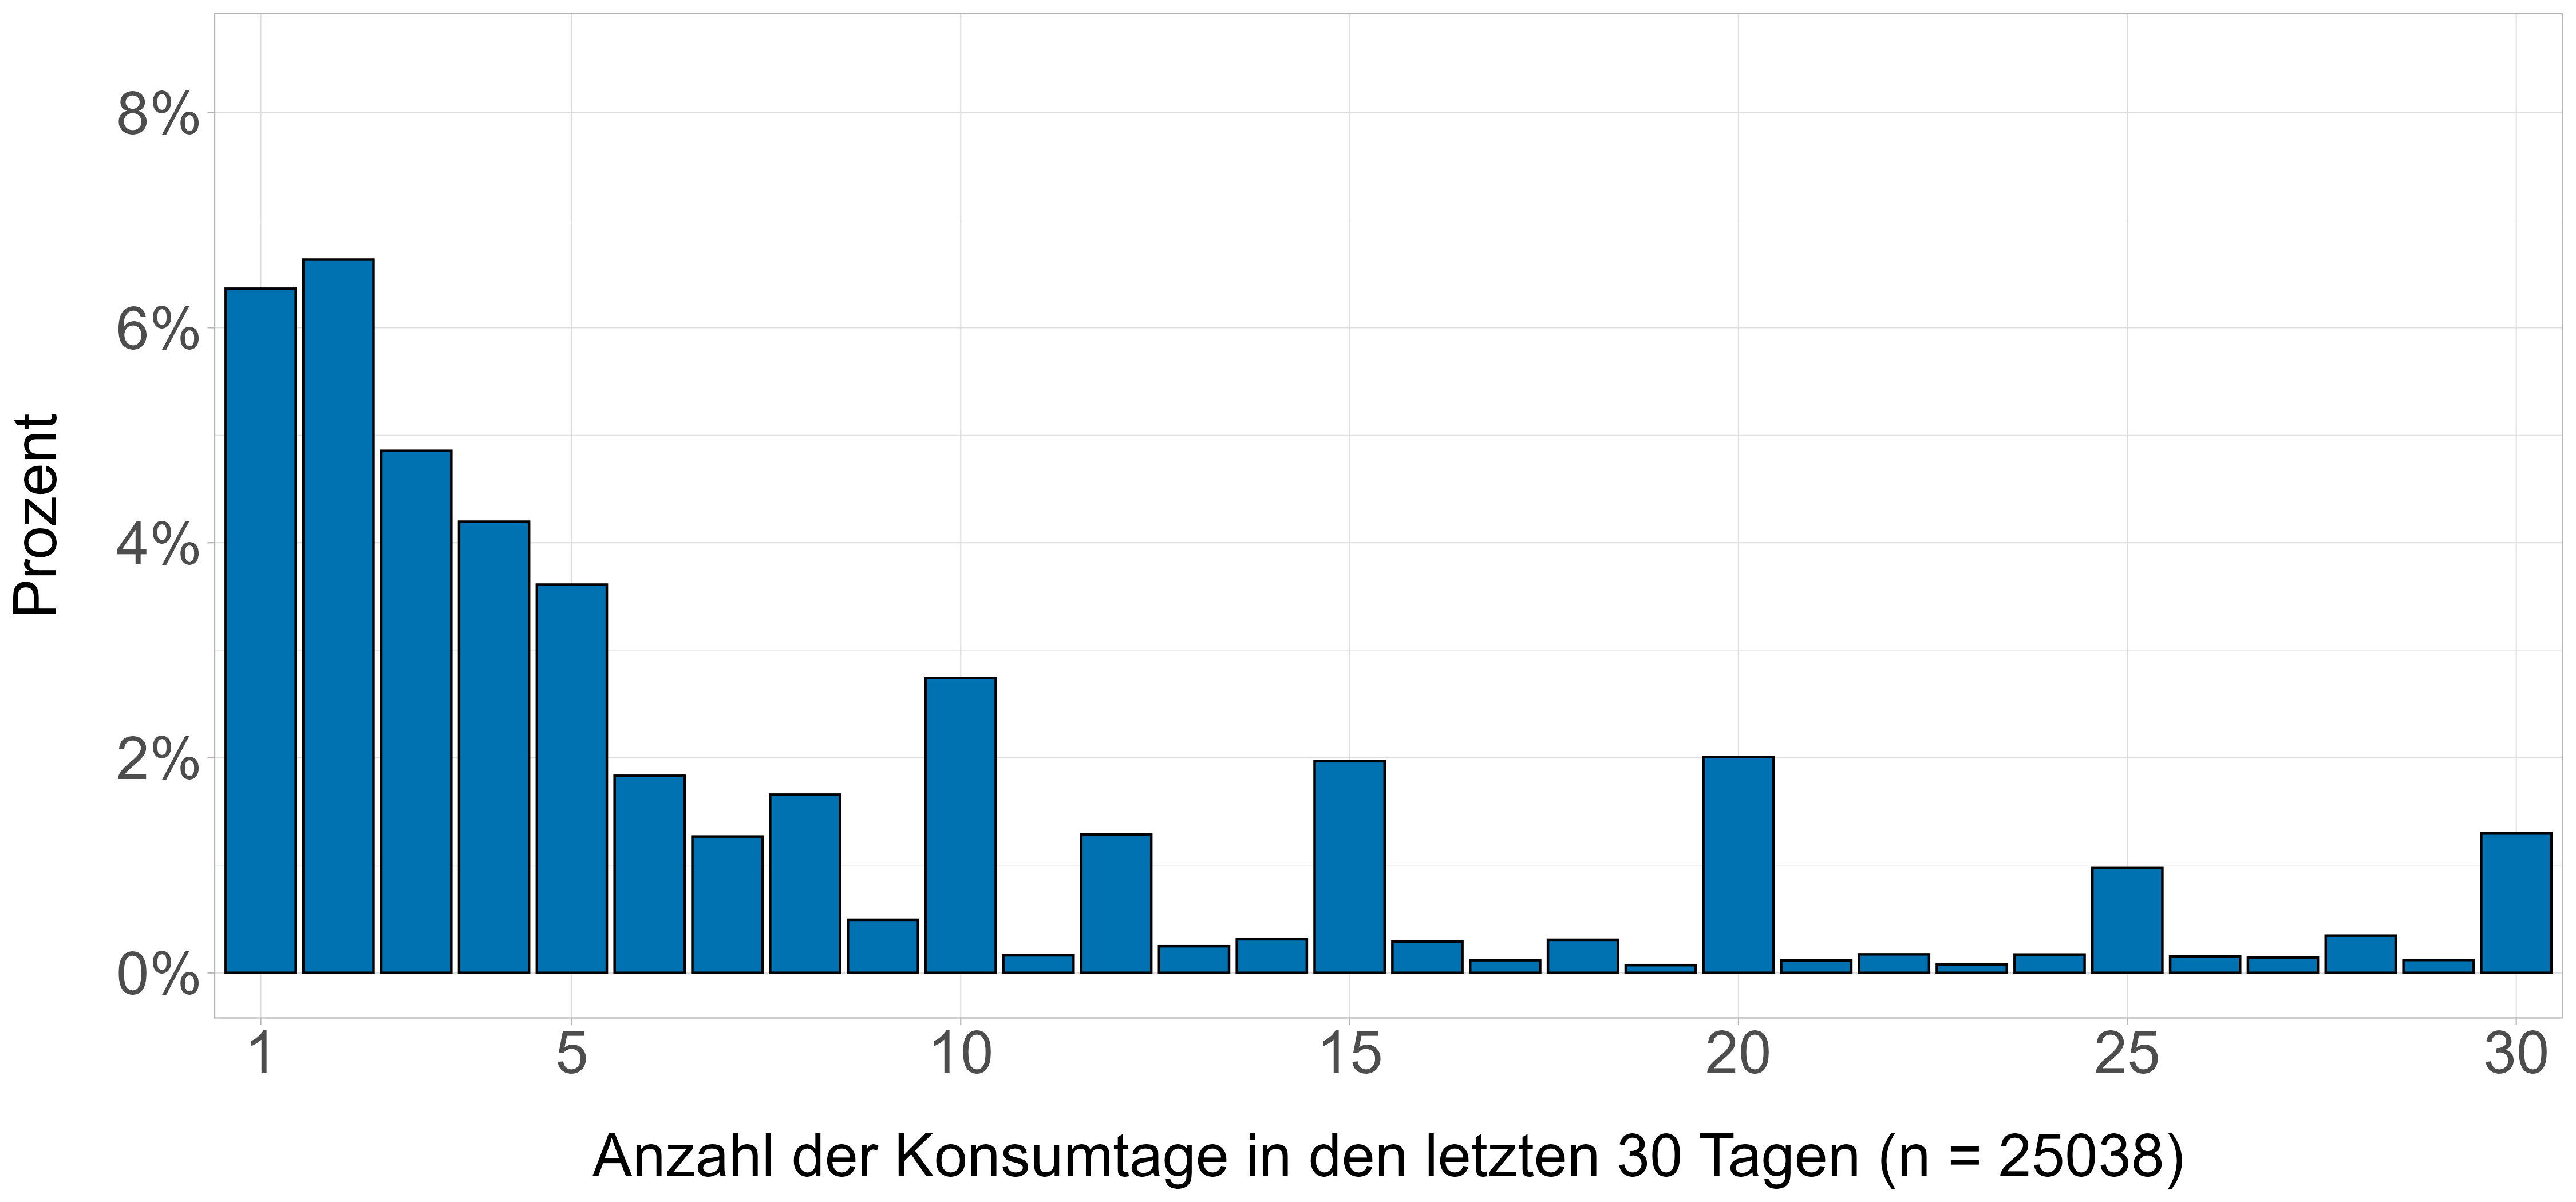 Prozent
8%
6%
4%
2%
0%
1 5 10 15 20 25 30
Anzahl der Konsumtage in den letzten 30 Tagen (n = 25038)